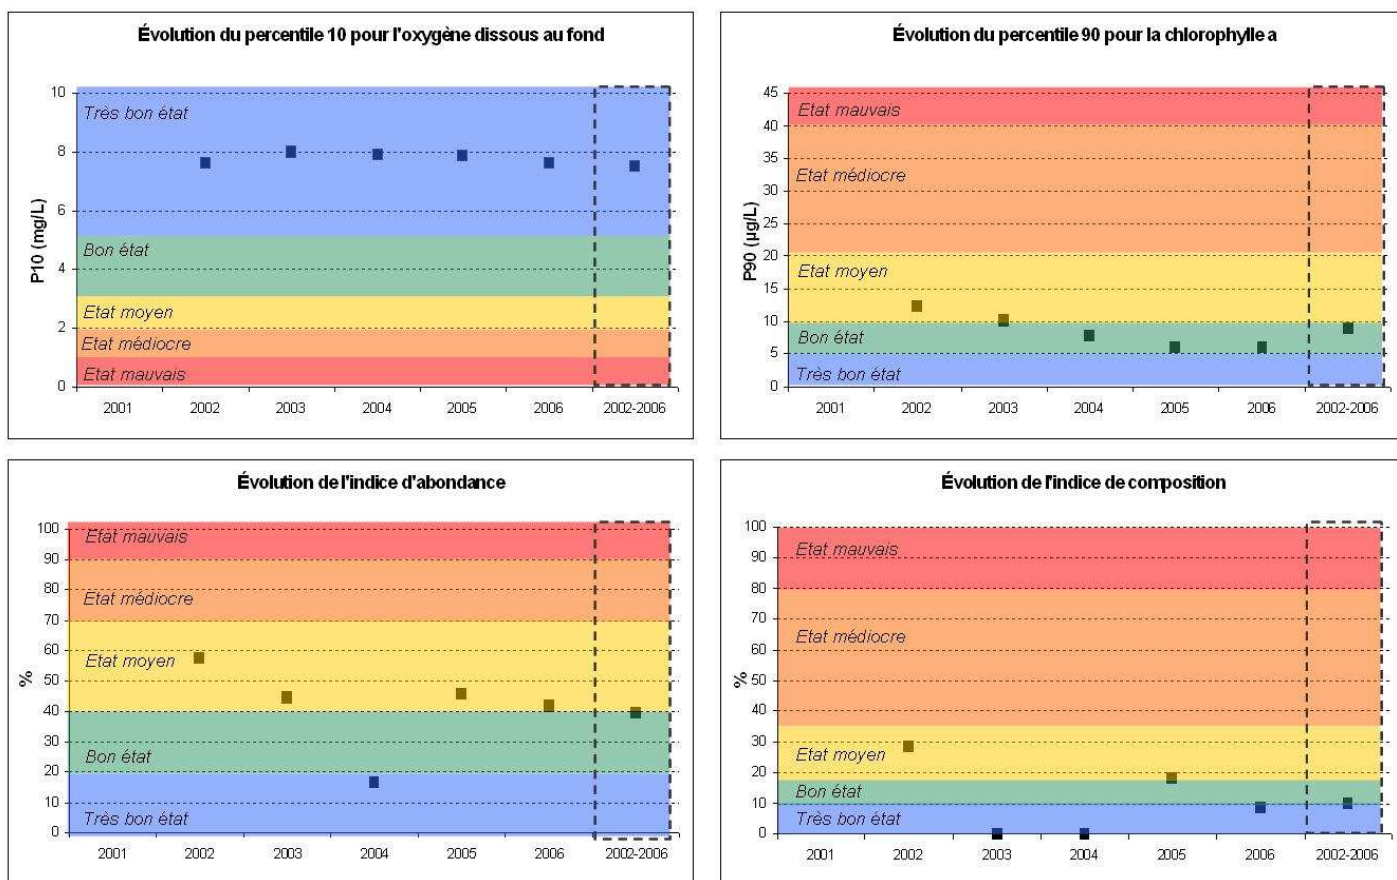 Évolution du percentile 10 pour l'oxygène dissous au fond
P10 (mg/L)
10
8
6
4
2
0
Très bon état
Bon état
Etat moyen
Etat médiocre
Etat mauvais
2001 2002 2003 2004 2005 2006 2002-2006
Évolution du percentile 90 pour la chlorophylle a
P90 (µg/L)
45
40
35
30
25
20
15
10
5
0
Etat mauvais
Etat médiocre
Etat moyen
Bon état
Très bon état
2001 2002 2003 2004 2005 2006 2002-2006
Évolution de l'indice d'abondance
%
100
90
80
70
60
50
40
30
20
10
0
Etat mauvais
Etat médiocre
Etat moyen
Bon état
Très bon état
2001 2002 2003 2004 2005 2006 2002-2006
Évolution de l'indice de composition
%
100
90
80
70
60
50
40
30
20
10
0
Etat mauvais
Etat médiocre
Etat moyen
Bon état
Très bon état
2001 2002 2003 2004 2005 2006 2002-2006